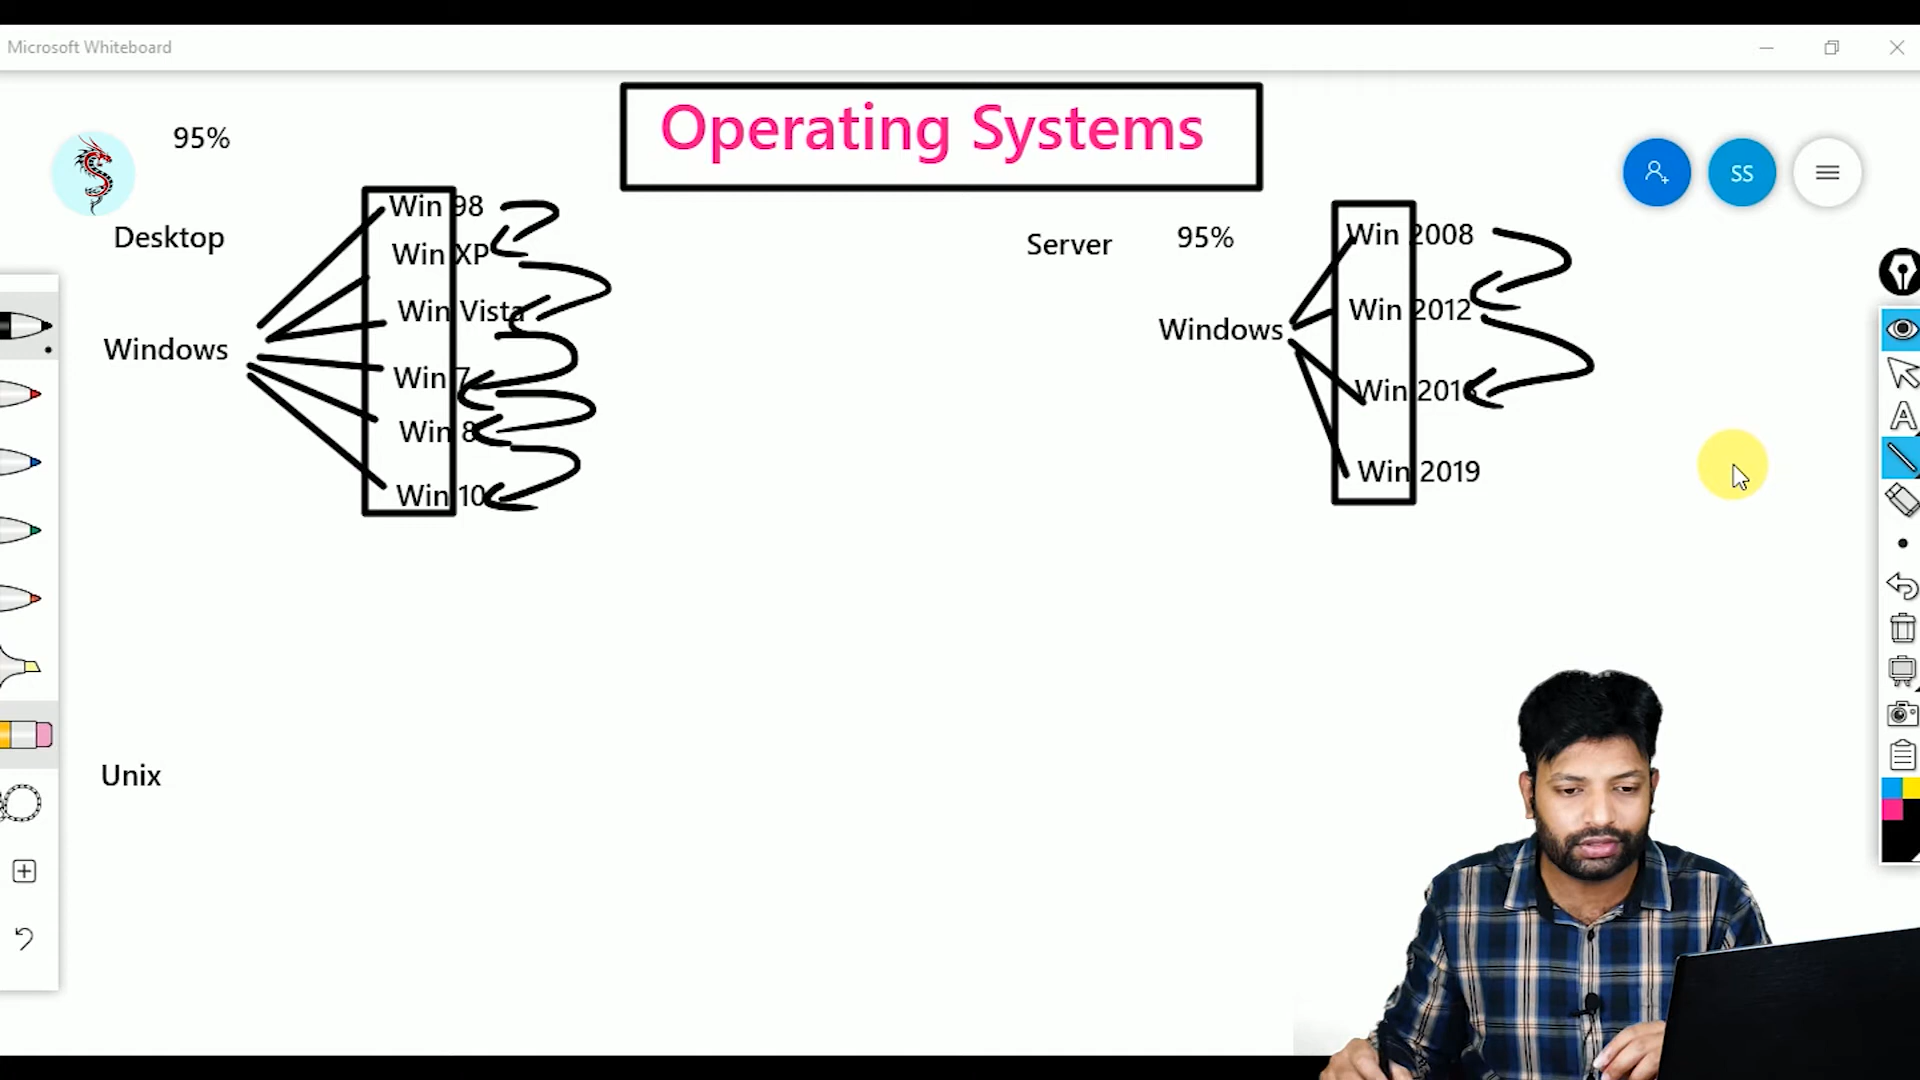 Microsoft Whiteboard
Operating Systems
95%
Desktop
Windows
Win 98
Win XP
Win Vista
Win 7
Win 8
Win 10
Server
95%
Windows
Win 2008
Win 2012
Win 2016
Win 2019
SS
A
Unix